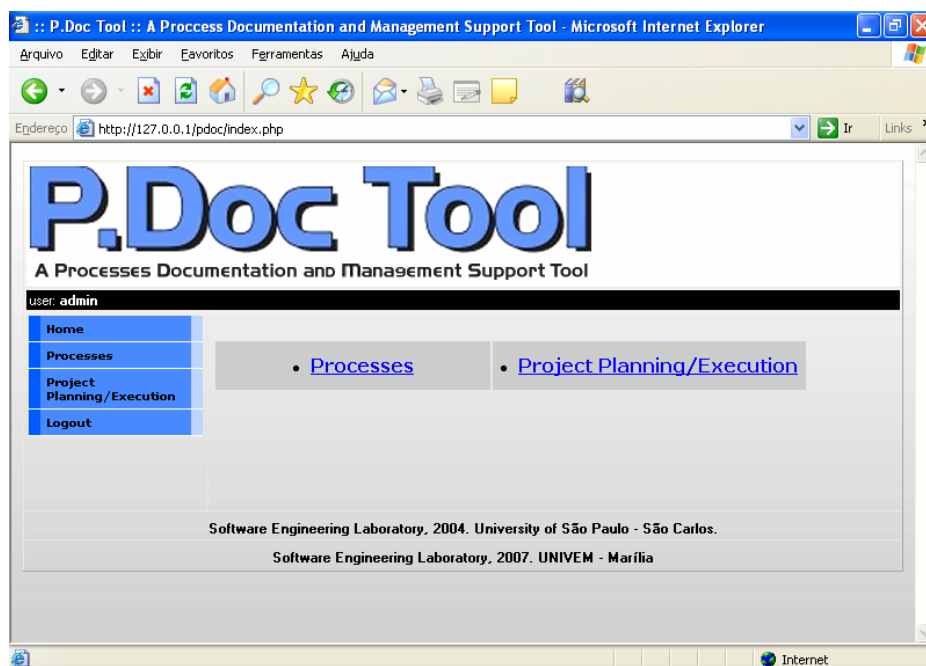 :: P.Doc Tool :: A Proccess Documentation and Management Support Tool - Microsoft Internet Explorer
Arquivo Editar Exibir Favoritos Ferramentas Ajuda
Endereço http://127.0.0.1/pdoc/index.php Ir Links
P.Doc Tool
A Processes Documentation and Management Support Tool
user: admin
Home
Processes
Project
Planning/Execution
Logout
• Processes • Project Planning/Execution
Software Engineering Laboratory, 2004. University of São Paulo - São Carlos.
Software Engineering Laboratory, 2007. UNIVEM - Marília
Internet